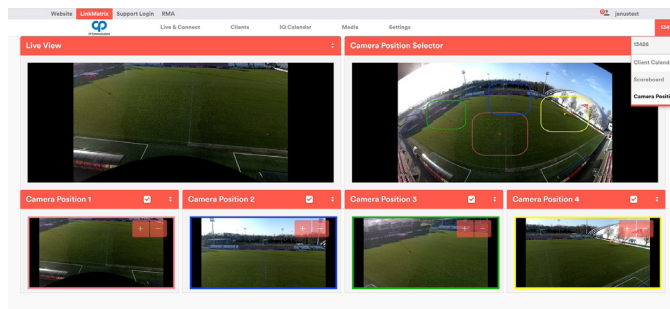 Website LinkMatrix Support Login RMA janustest
Live & Connect Clients IQ Calendar Media Settings
13426
Client Calend
Scoreboard
Camera Positi
Live View Camera Position Selector
Camera Position 1 Camera Position 2 Camera Position 3 Camera Position 4
+ − + − + − + −